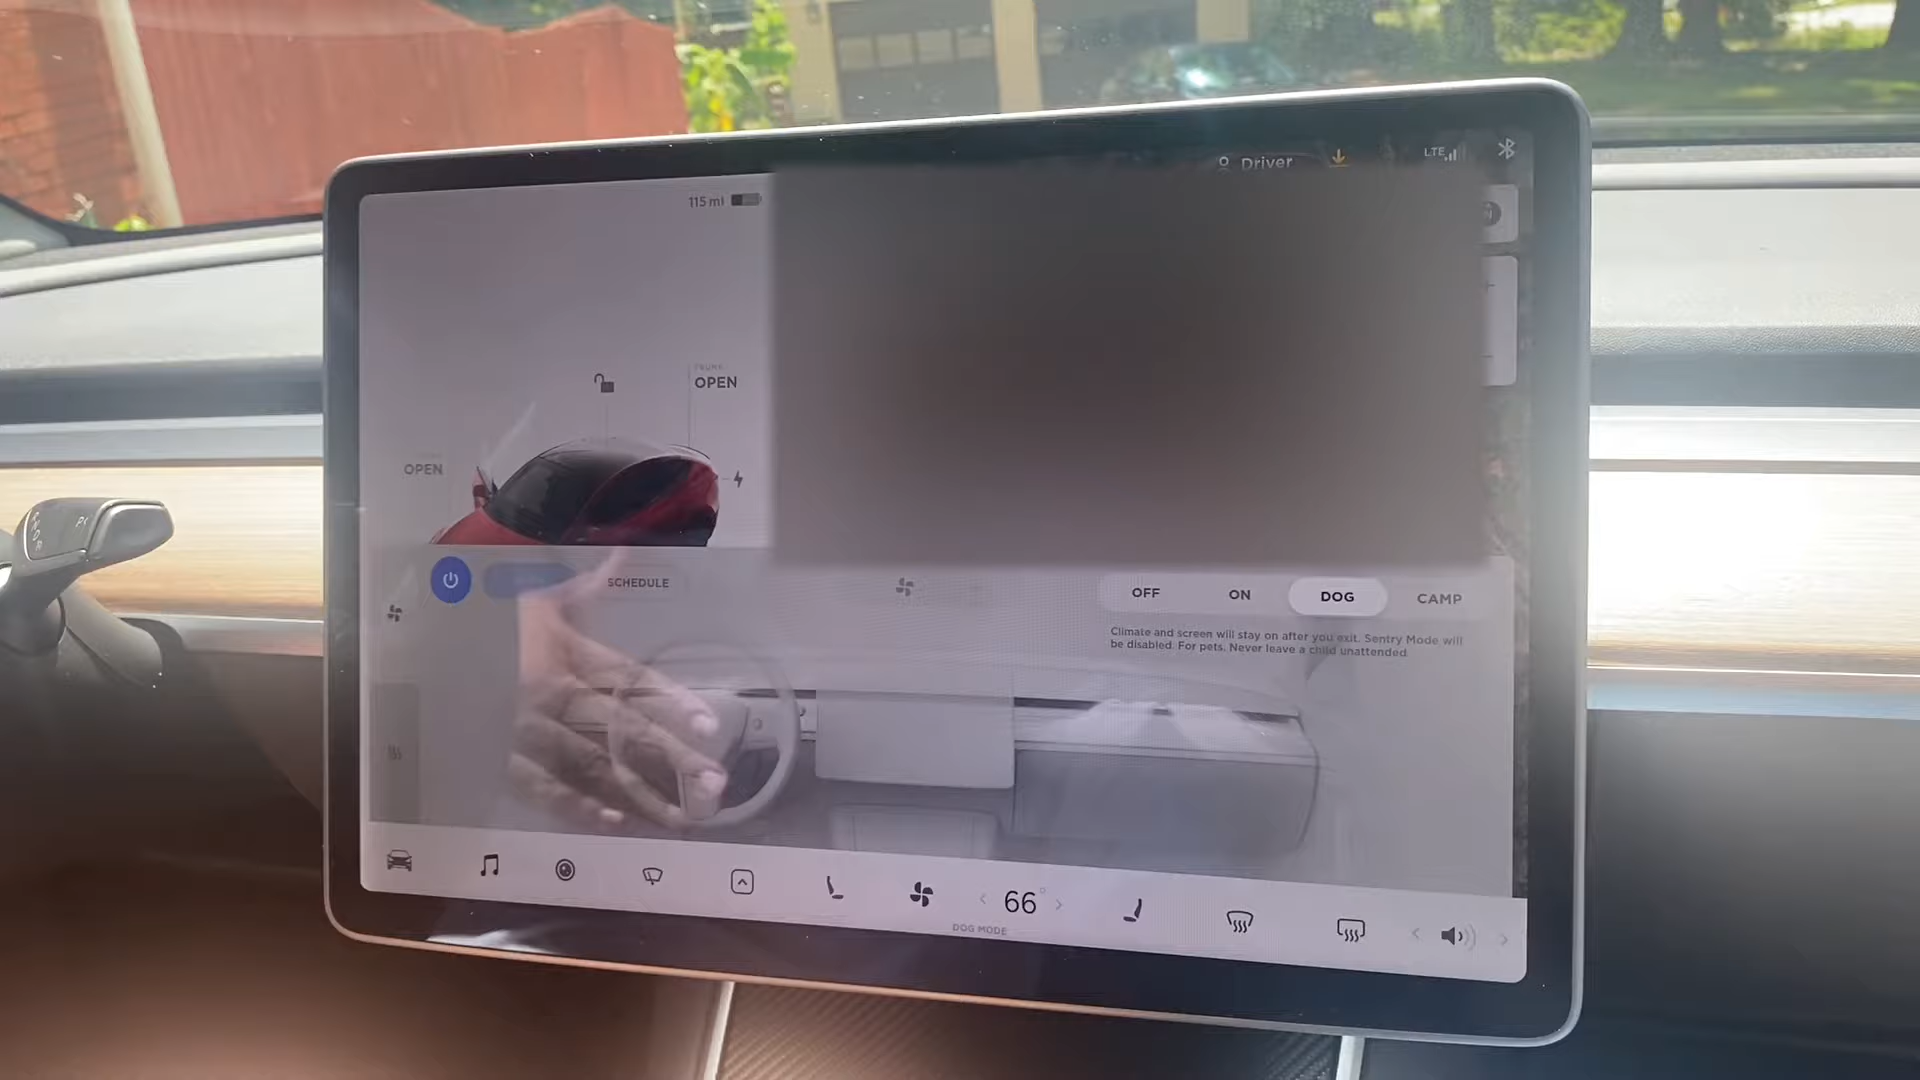 Driver
LTE
115 mi
TRUNK
OPEN
OPEN
SCHEDULE
OFF
ON
DOG
CAMP
Climate and screen will stay on after you exit. Sentry Mode will
be disabled. For pets. Never leave a child unattended.
66°
DOG MODE
P
R
N
D